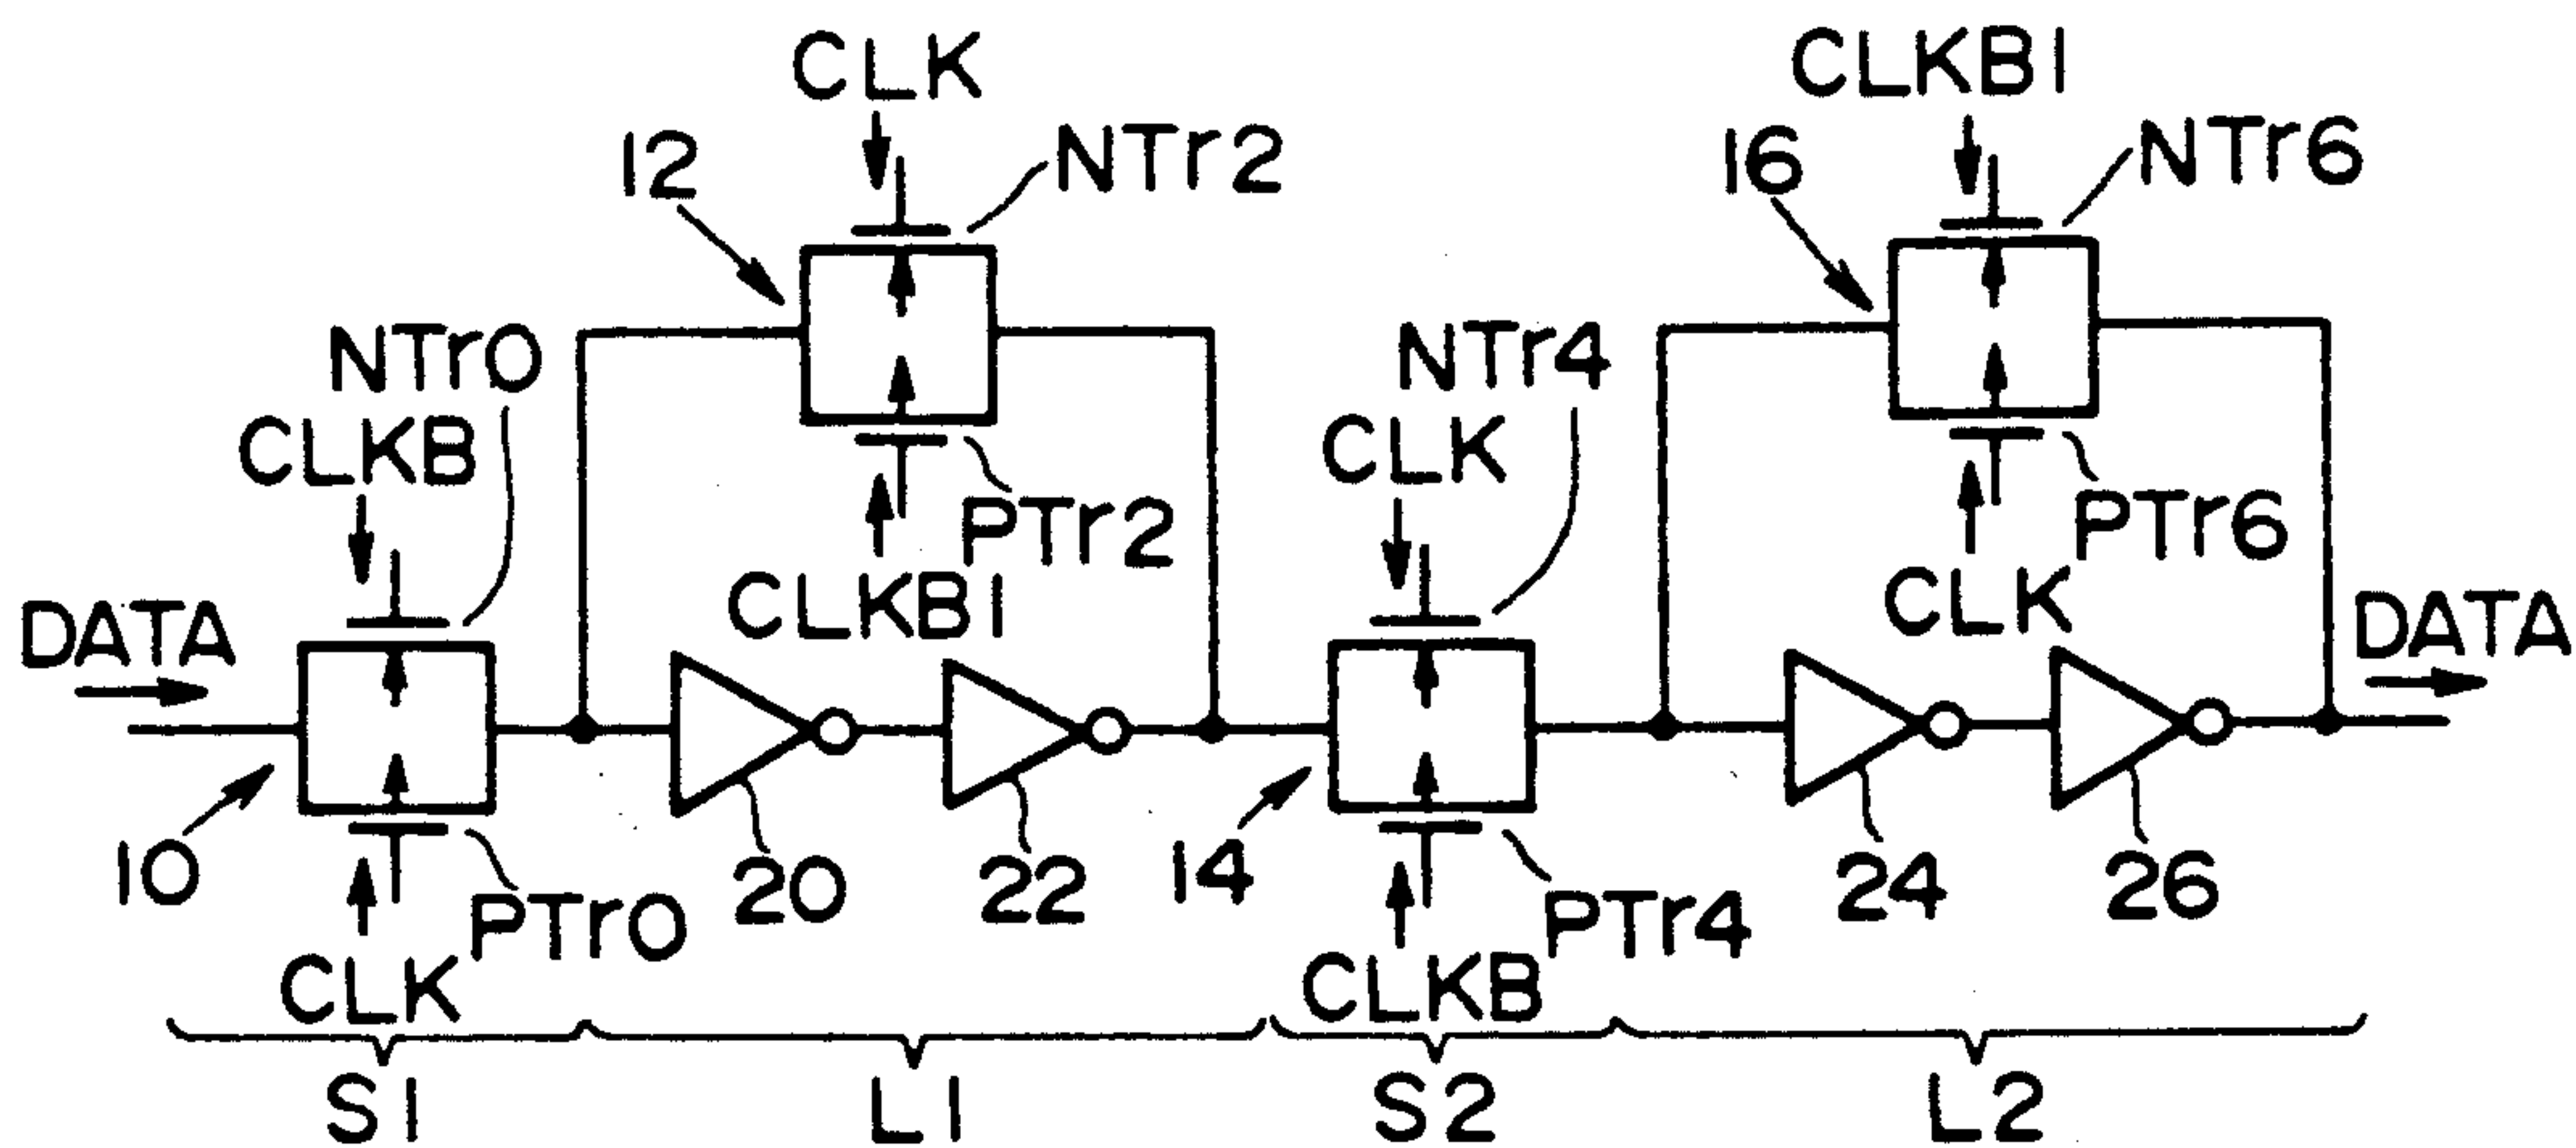 CLK
CLKB1
12
NTr2
16
NTr6
NTr0
CLKB
NTr4
CLK
PTr2
CLKB1
PTr6
CLK
DATA
DATA
10
PTr0
CLK
20
22
14
PTr4
CLKB
24
26
S1
L1
S2
L2